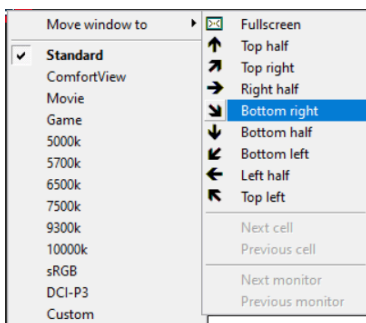 Move window to
Standard
ComfortView
Movie
Game
5000k
5700k
6500k
7500k
9300k
10000k
sRGB
DCI-P3
Custom
Fullscreen
Top half
Top right
Right half
Bottom right
Bottom half
Bottom left
Left half
Top left
Next cell
Previous cell
Next monitor
Previous monitor